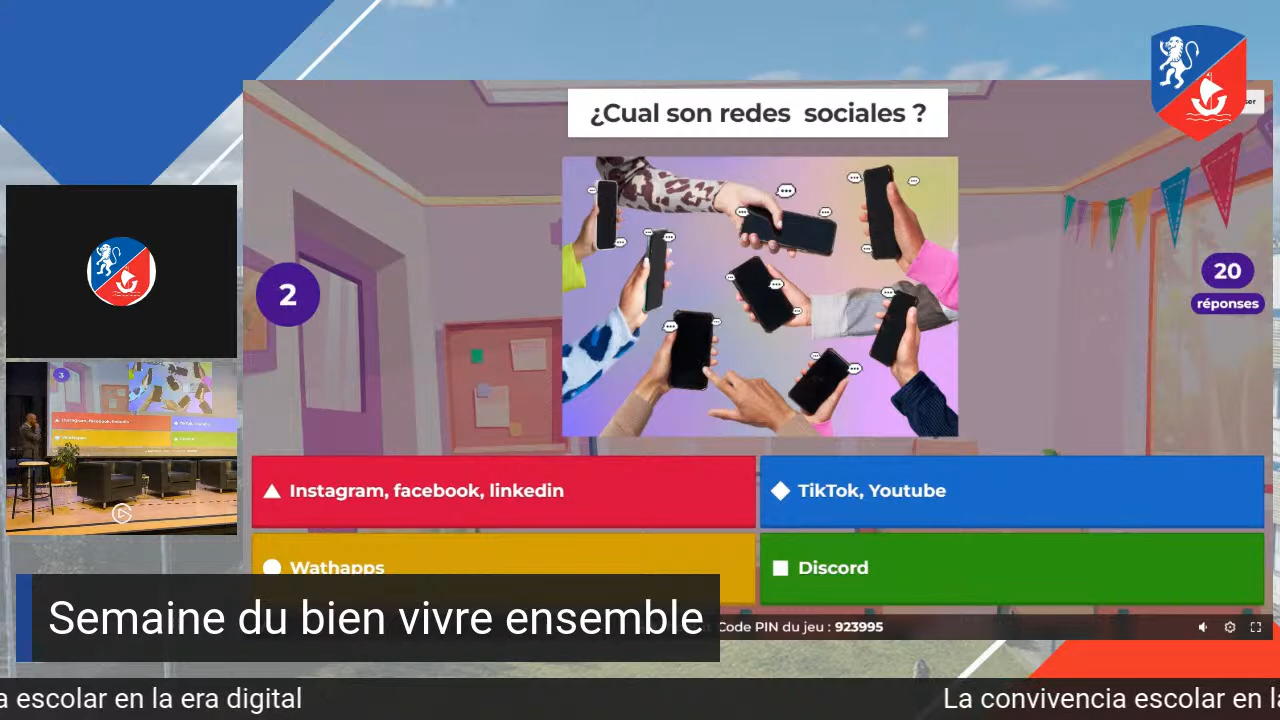 ¿Cual son redes sociales ?
2
20
réponses
Instagram, facebook, linkedin
TikTok, Youtube
Wathapps
Discord
Semaine du bien vivre ensemble
Code PIN du jeu : 923995
a escolar en la era digital
La convivencia escolar en la